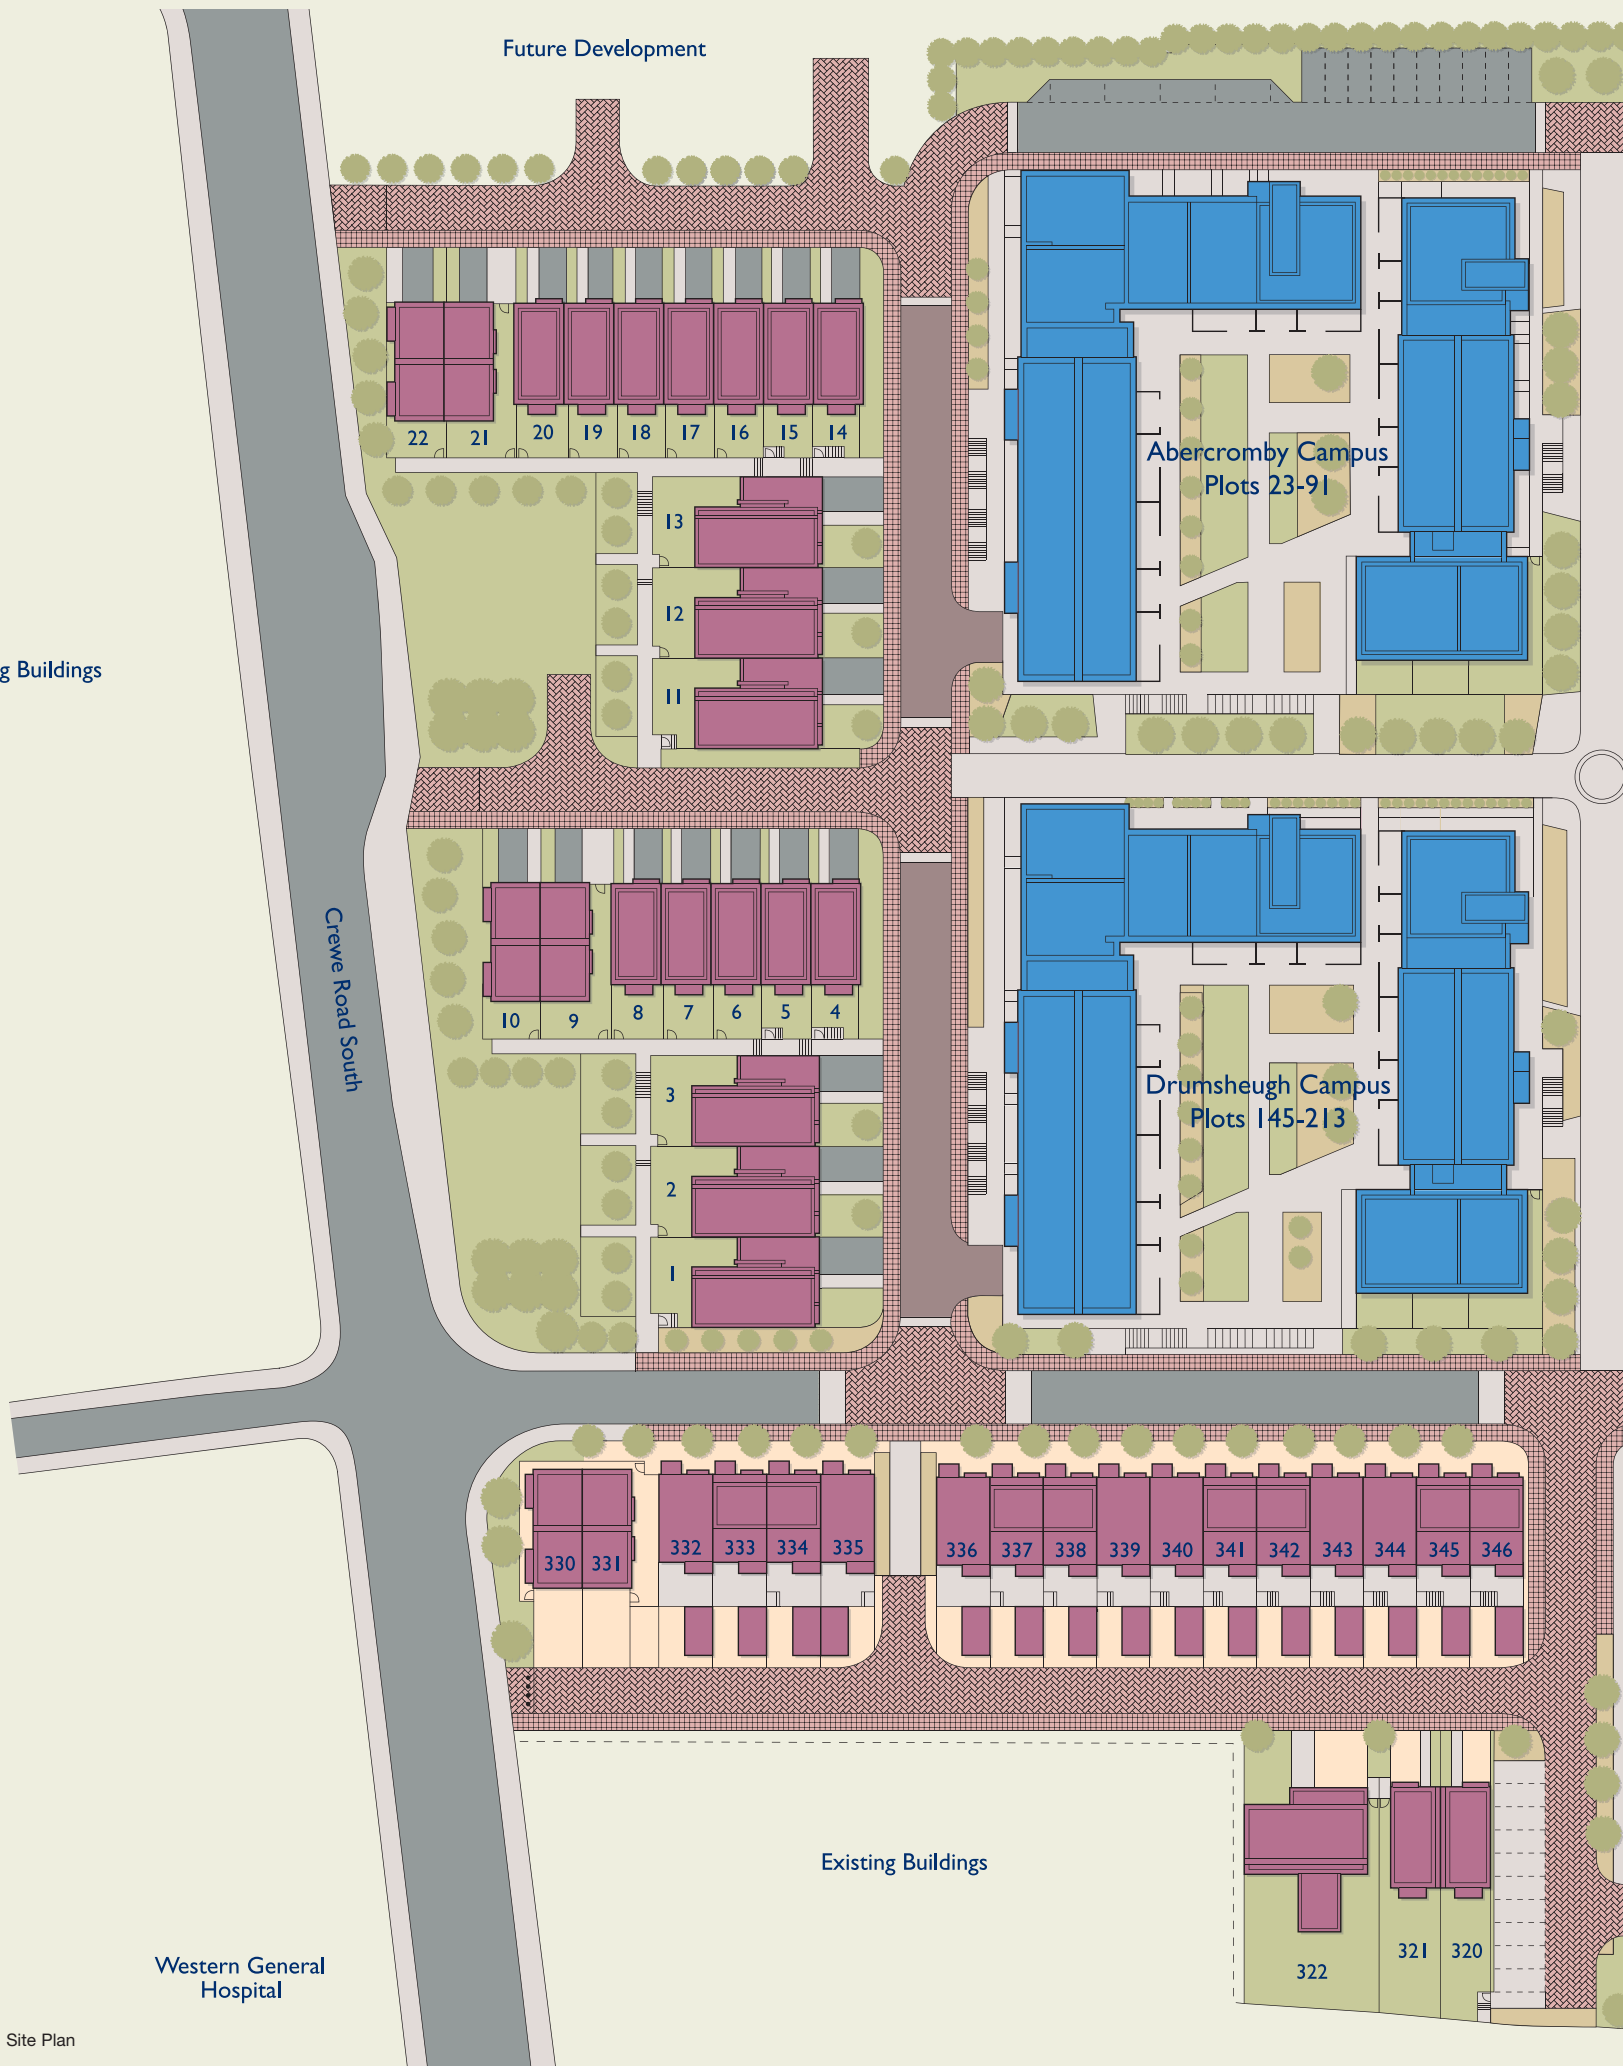 Future Development
22 21 20 19 18 17 16 15 14
Abercromby Campus
Plots 23-91
13
12
g Buildings
11
Crewe Road South
10 9 8 7 6 5 4
3
Drumsheugh Campus
Plots 145-213
2
1
330 331 332 333 334 335 336 337 338 339 340 341 342 343 344 345 346
Existing Buildings
321 320
322
Western General
Hospital
Site Plan